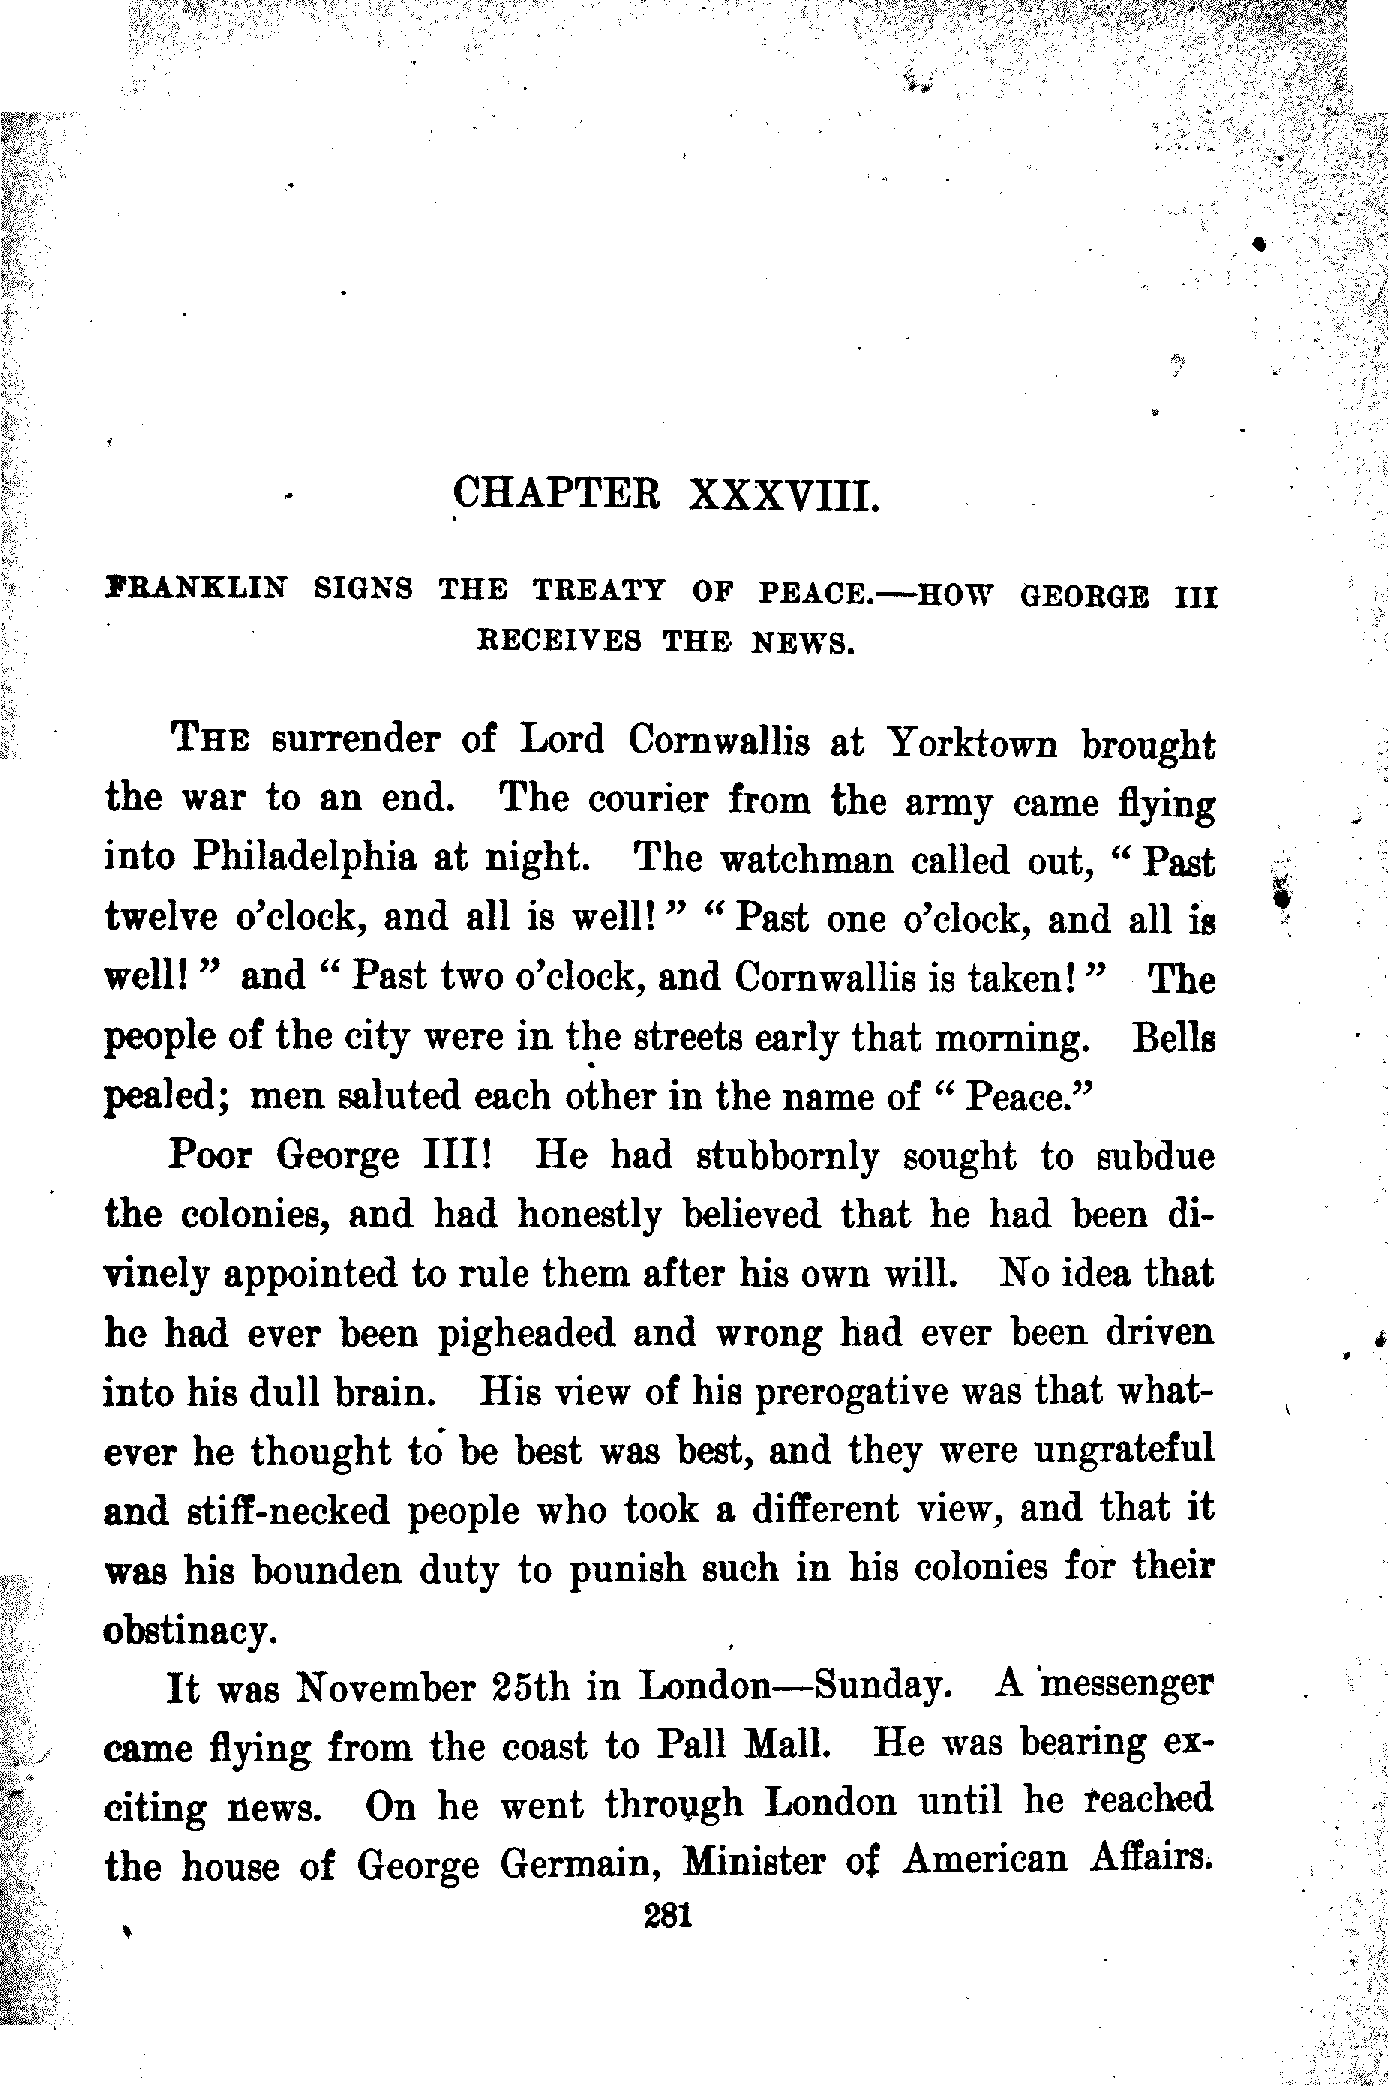 CHAPTER XXXVIII.
FRANKLIN SIGNS THE TREATY OF PEACE.—HOW GEORGE III
RECEIVES THE NEWS.
THE surrender of Lord Cornwallis at Yorktown brought
the war to an end. The courier from the army came flying
into Philadelphia at night. The watchman called out, " Past
twelve o'clock, and all is well! " " Past one o'clock, and all is
well! " and " Past two o'clock, and Cornwallis is taken! " The
people of the city were in the streets early that morning. Bells
pealed; men saluted each other in the name of " Peace."
Poor George III! He had stubbornly sought to subdue
the colonies, and had honestly believed that he had been di-
vinely appointed to rule them after his own will. No idea that
he had ever been pigheaded and wrong had ever been driven
into his dull brain. His view of his prerogative was that what-
ever he thought to be best was best, and they were ungrateful
and stiff-necked people who took a different view, and that it
was his bounden duty to punish such in his colonies for their
obstinacy.
It was November 25th in London—Sunday. A messenger
came flying from the coast to Pall Mall. He was bearing ex-
citing news. On he went through London until he reached
the house of George Germain, Minister of American Affairs.
281